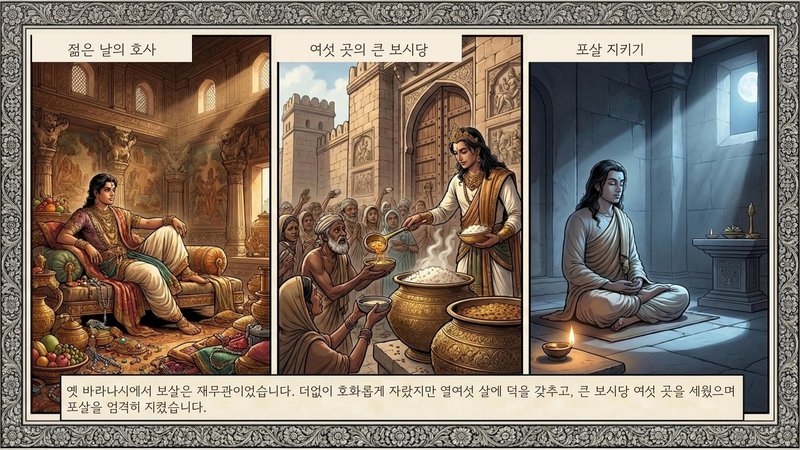 젊은 날의 호사
여섯 곳의 큰 보시당
포살 지키기
옛 바라나시에서 보살은 재무관이었습니다. 더없이 호화롭게 자랐지만 열여섯 살에 덕을 갖추고, 큰 보시당 여섯 곳을 세웠으며
포살을 엄격히 지켰습니다.